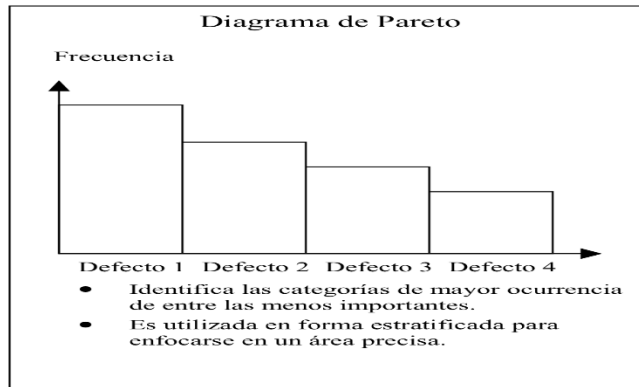 Diagrama de Pareto
Frecuencia
Defecto 1 Defecto 2 Defecto 3 Defecto 4
• Identifica las categorías de mayor ocurrencia
de entre las menos importantes.
• Es utilizada en forma estratificada para
enfocarse en un área precisa.